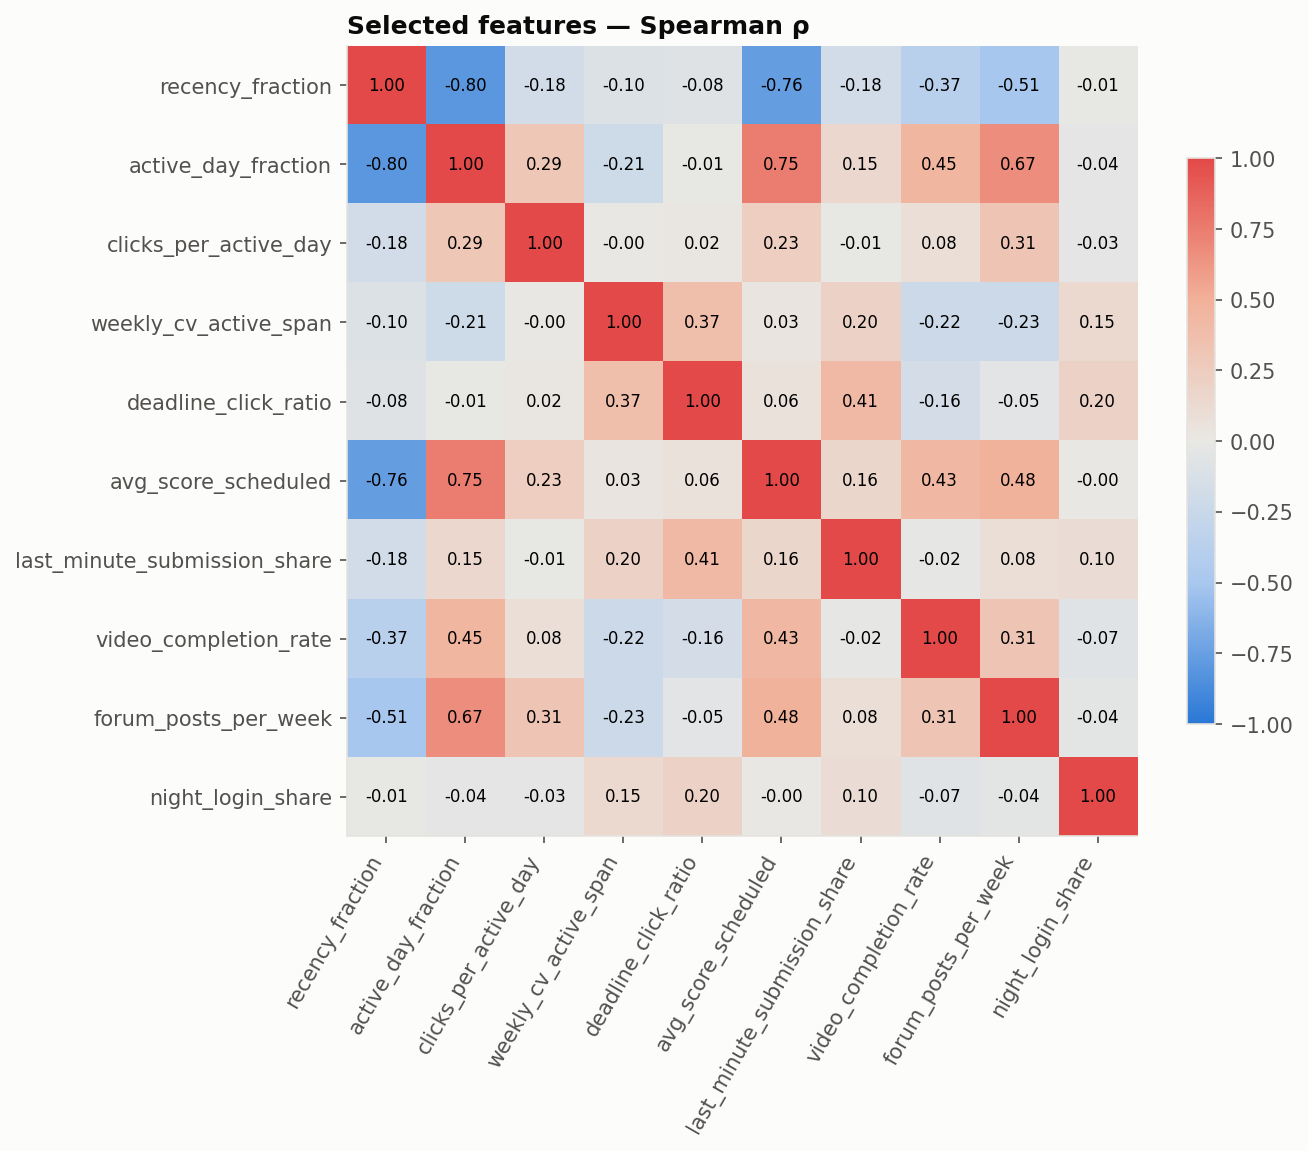 Selected features — Spearman ρ
recency_fraction 1.00 -0.80 -0.18 -0.10 -0.08 -0.76 -0.18 -0.37 -0.51 -0.01
active_day_fraction -0.80 1.00 0.29 -0.21 -0.01 0.75 0.15 0.45 0.67 -0.04
clicks_per_active_day -0.18 0.29 1.00 -0.00 0.02 0.23 -0.01 0.08 0.31 -0.03
weekly_cv_active_span -0.10 -0.21 -0.00 1.00 0.37 0.03 0.20 -0.22 -0.23 0.15
deadline_click_ratio -0.08 -0.01 0.02 0.37 1.00 0.06 0.41 -0.16 -0.05 0.20
avg_score_scheduled -0.76 0.75 0.23 0.03 0.06 1.00 0.16 0.43 0.48 -0.00
last_minute_submission_share -0.18 0.15 -0.01 0.20 0.41 0.16 1.00 -0.02 0.08 0.10
video_completion_rate -0.37 0.45 0.08 -0.22 -0.16 0.43 -0.02 1.00 0.31 -0.07
forum_posts_per_week -0.51 0.67 0.31 -0.23 -0.05 0.48 0.08 0.31 1.00 -0.04
night_login_share -0.01 -0.04 -0.03 0.15 0.20 -0.00 0.10 -0.07 -0.04 1.00
recency_fraction
active_day_fraction
clicks_per_active_day
weekly_cv_active_span
deadline_click_ratio
avg_score_scheduled
last_minute_submission_share
video_completion_rate
forum_posts_per_week
night_login_share
1.00
0.75
0.50
0.25
0.00
−0.25
−0.50
−0.75
−1.00